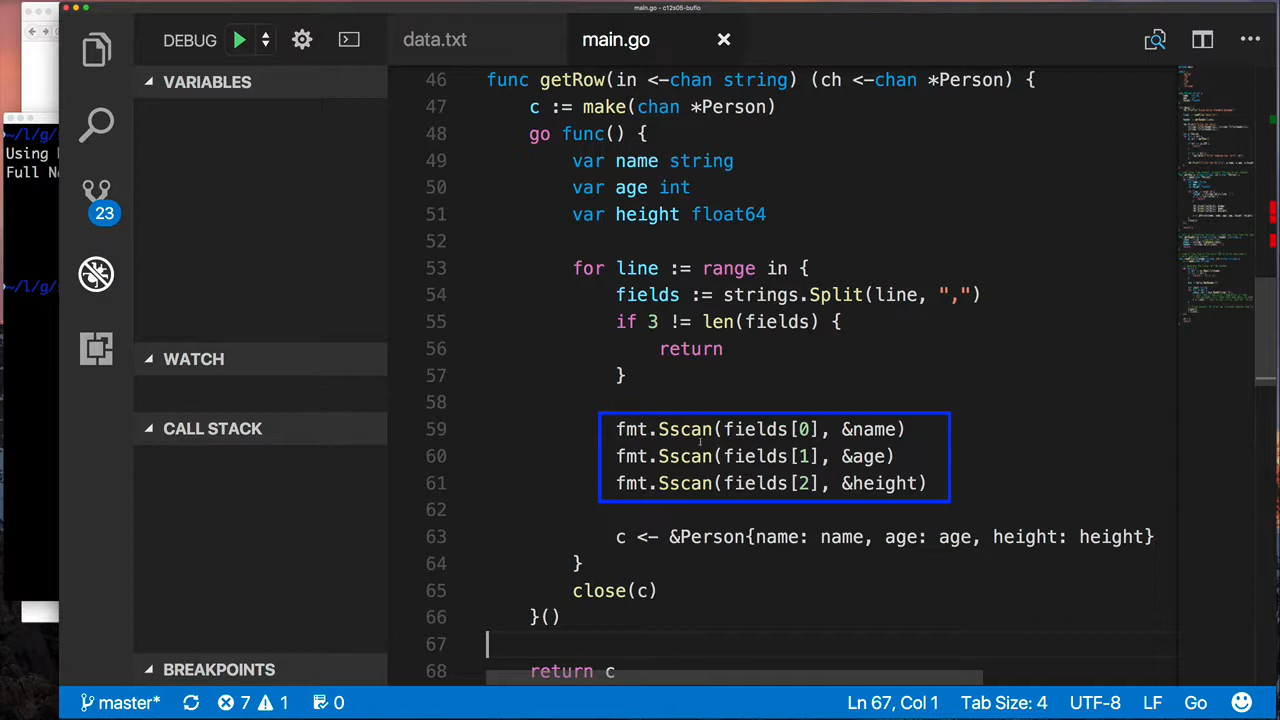 main.go - c12s05-bufio
DEBUG
data.txt
main.go
VARIABLES
~/l/g/
Using
Full N
23
~/l/g/
WATCH
CALL STACK
BREAKPOINTS
46 func getRow(in <-chan string) (ch <-chan *Person) {
47 c := make(chan *Person)
48 go func() {
49 var name string
50 var age int
51 var height float64
52
53 for line := range in {
54 fields := strings.Split(line, ",")
55 if 3 != len(fields) {
56 return
57 }
58
59 fmt.Sscan(fields[0], &name)
60 fmt.Sscan(fields[1], &age)
61 fmt.Sscan(fields[2], &height)
62
63 c <- &Person{name: name, age: age, height: height}
64 }
65 close(c)
66 }()
67
68 return c
master* 7 1 0 Ln 67, Col 1 Tab Size: 4 UTF-8 LF Go